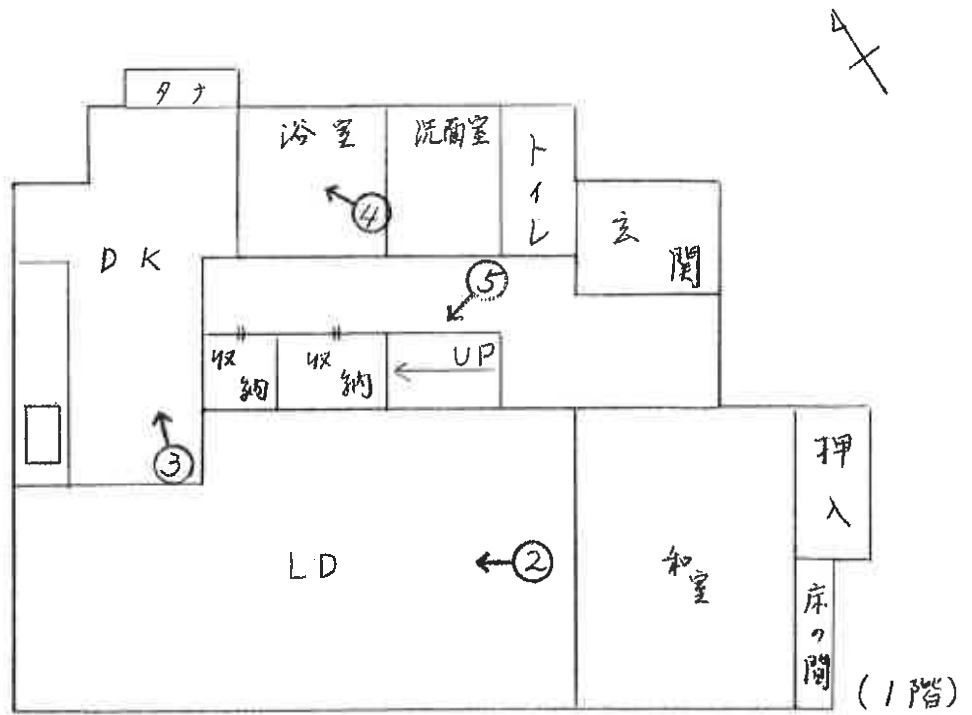 タナ
浴室
洗面室
トイレ
玄関
④
DK
⑤
収納
収納
UP
③
押入
LD
②
和室
床の間
(1階)